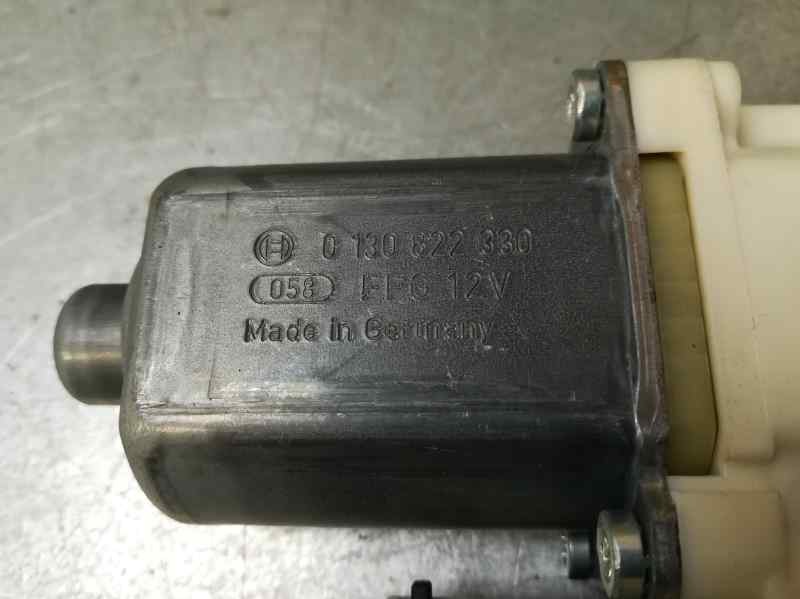 0 130 822 330
058 FPG 12V
Made in Germany